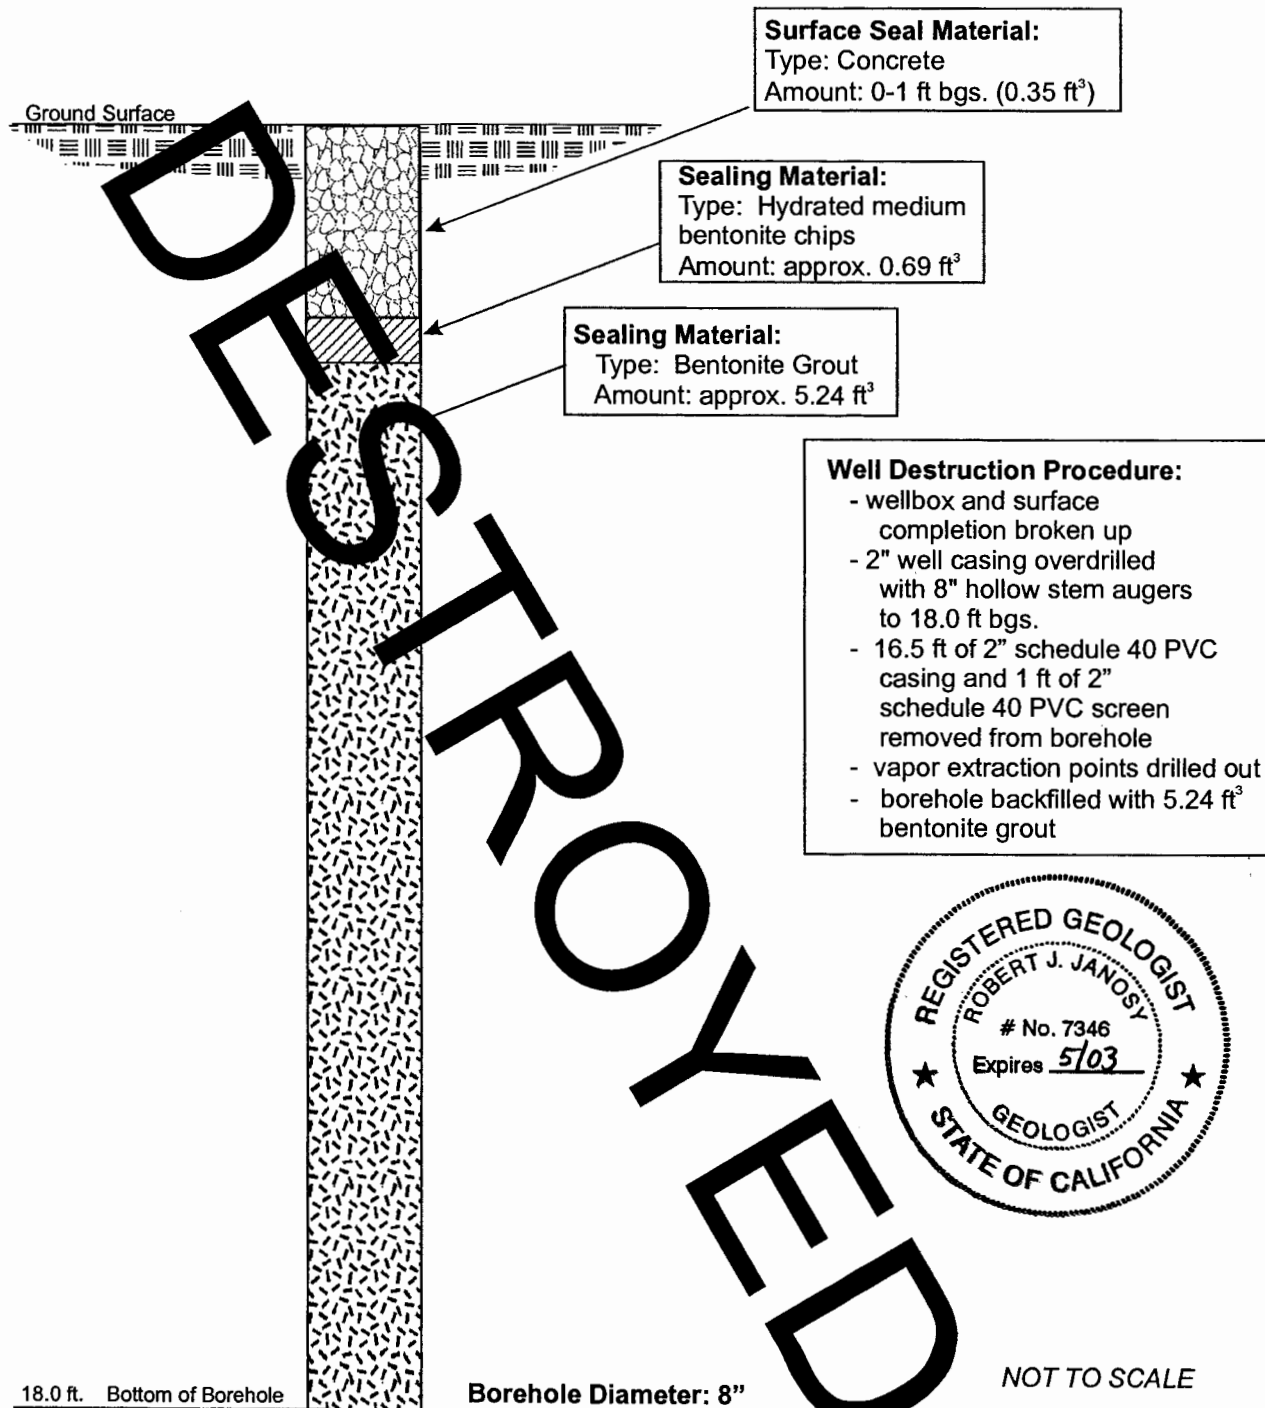 Surface Seal Material:
Type: Concrete
Amount: 0-1 ft bgs. (0.35 ft³)
Ground Surface
Sealing Material:
Type: Hydrated medium
bentonite chips
Amount: approx. 0.69 ft³
Sealing Material:
Type: Bentonite Grout
Amount: approx. 5.24 ft³
Well Destruction Procedure:
- wellbox and surface
completion broken up
- 2" well casing overdrilled
with 8" hollow stem augers
to 18.0 ft bgs.
- 16.5 ft of 2” schedule 40 PVC
casing and 1 ft of 2”
schedule 40 PVC screen
removed from borehole
- vapor extraction points drilled out
- borehole backfilled with 5.24 ft³
bentonite grout
DESTROYED
REGISTERED GEOLOGIST
ROBERT J. JANOSY
# No. 7346
Expires 5/03
GEOLOGIST
★ STATE OF CALIFORNIA ★
NOT TO SCALE
18.0 ft. Bottom of Borehole
Borehole Diameter: 8”